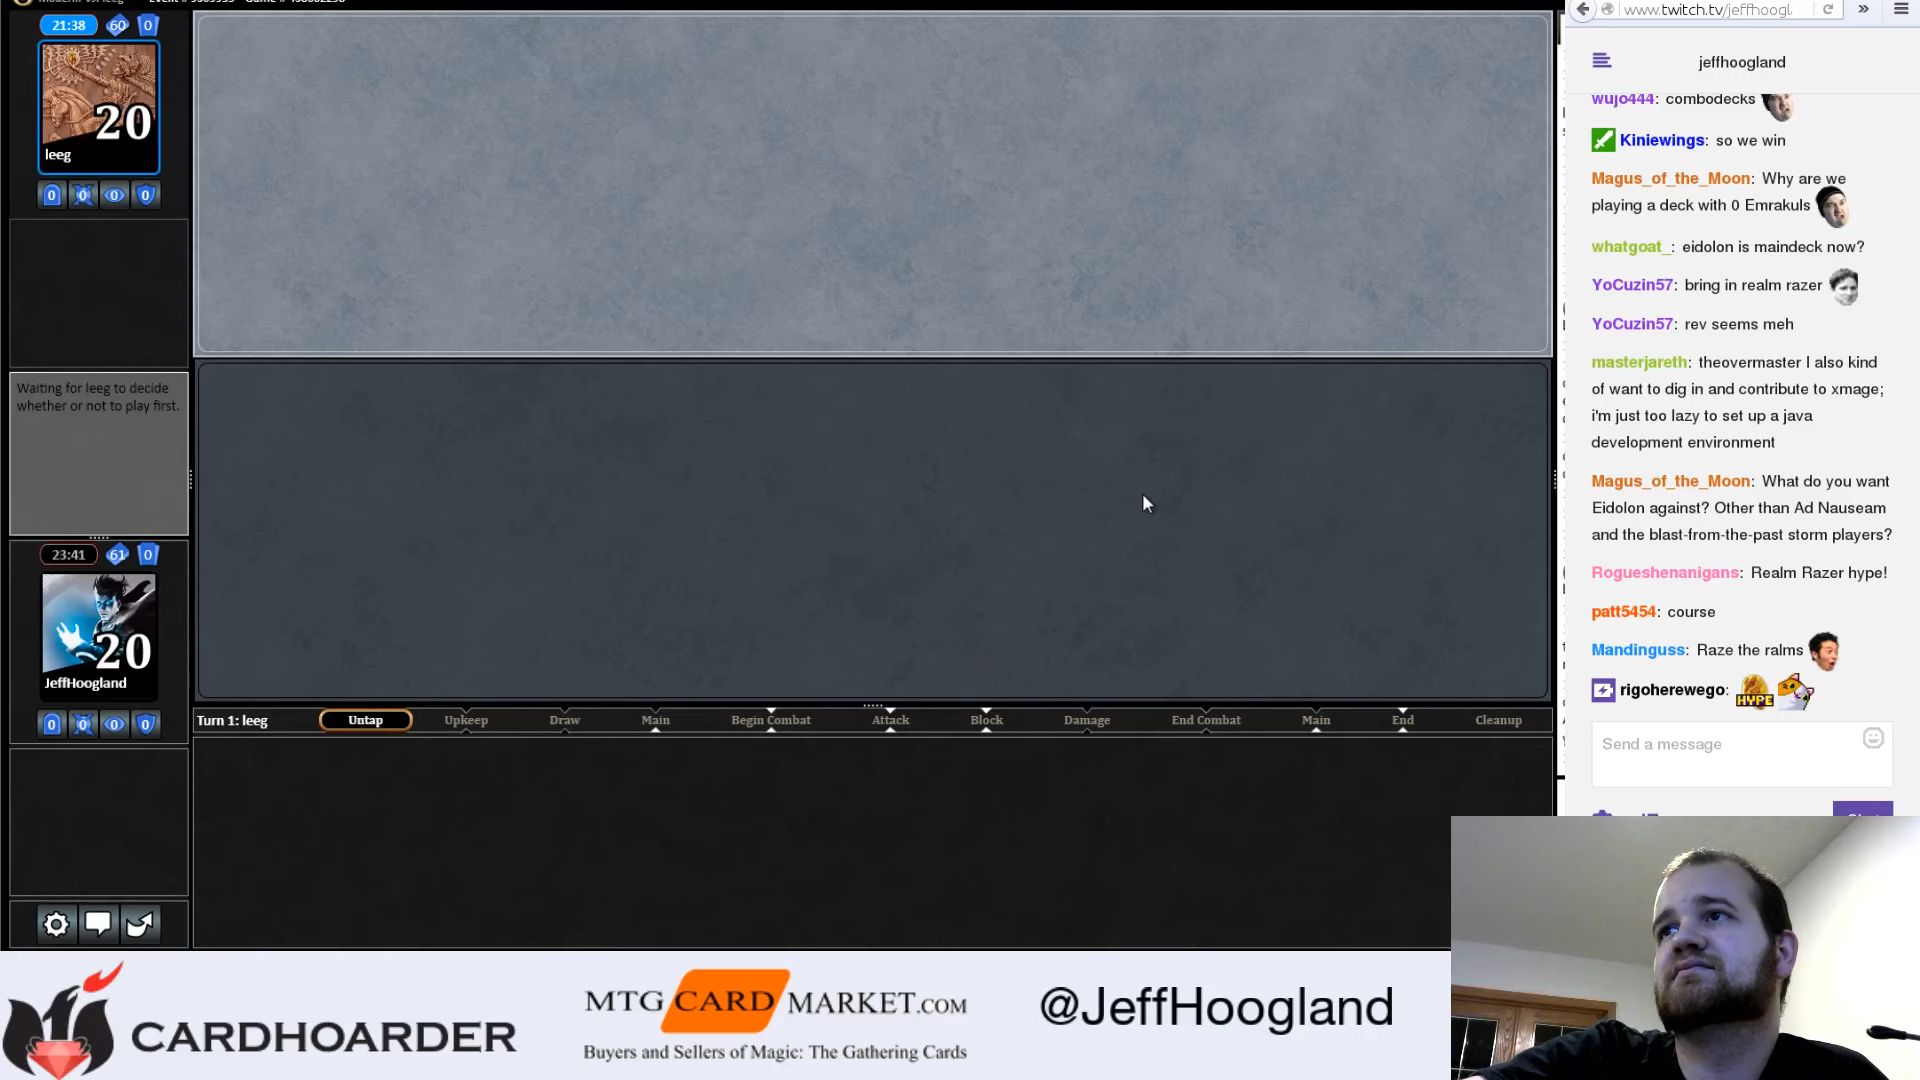 21:38 60 0
20
leeg
0 0 0 0
Waiting for leeg to decide
whether or not to play first.
23:41 61 0
20
JeffHoogland
0 0 0 0
Turn 1: leeg Untap Upkeep Draw Main Begin Combat Attack Block Damage End Combat Main End Cleanup
www.twitch.tv/jeffhoogl
jeffhoogland
wujo444: combodecks
Kiniewings: so we win
Magus_of_the_Moon: Why are we
playing a deck with 0 Emrakuls
whatgoat_: eidolon is maindeck now?
YoCuzin57: bring in realm razer
YoCuzin57: rev seems meh
masterjareth: theovermaster I also kind
of want to dig in and contribute to xmage;
i'm just too lazy to set up a java
development environment
Magus_of_the_Moon: What do you want
Eidolon against? Other than Ad Nauseam
and the blast-from-the-past storm players?
Rogueshenanigans: Realm Razer hype!
patt5454: course
Mandinguss: Raze the ralms
rigoherewego: HYPE
Send a message
CARDHOARDER
MTG CARD MARKET.COM
Buyers and Sellers of Magic: The Gathering Cards
@JeffHoogland